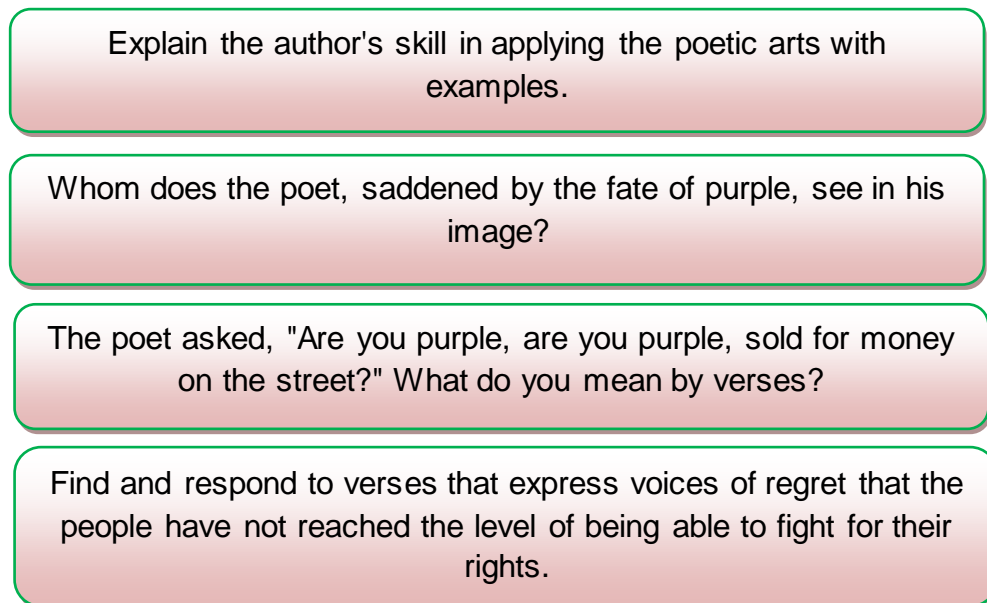 Explain the author's skill in applying the poetic arts with
examples.
Whom does the poet, saddened by the fate of purple, see in his
image?
The poet asked, "Are you purple, are you purple, sold for money
on the street?" What do you mean by verses?
Find and respond to verses that express voices of regret that the
people have not reached the level of being able to fight for their
rights.